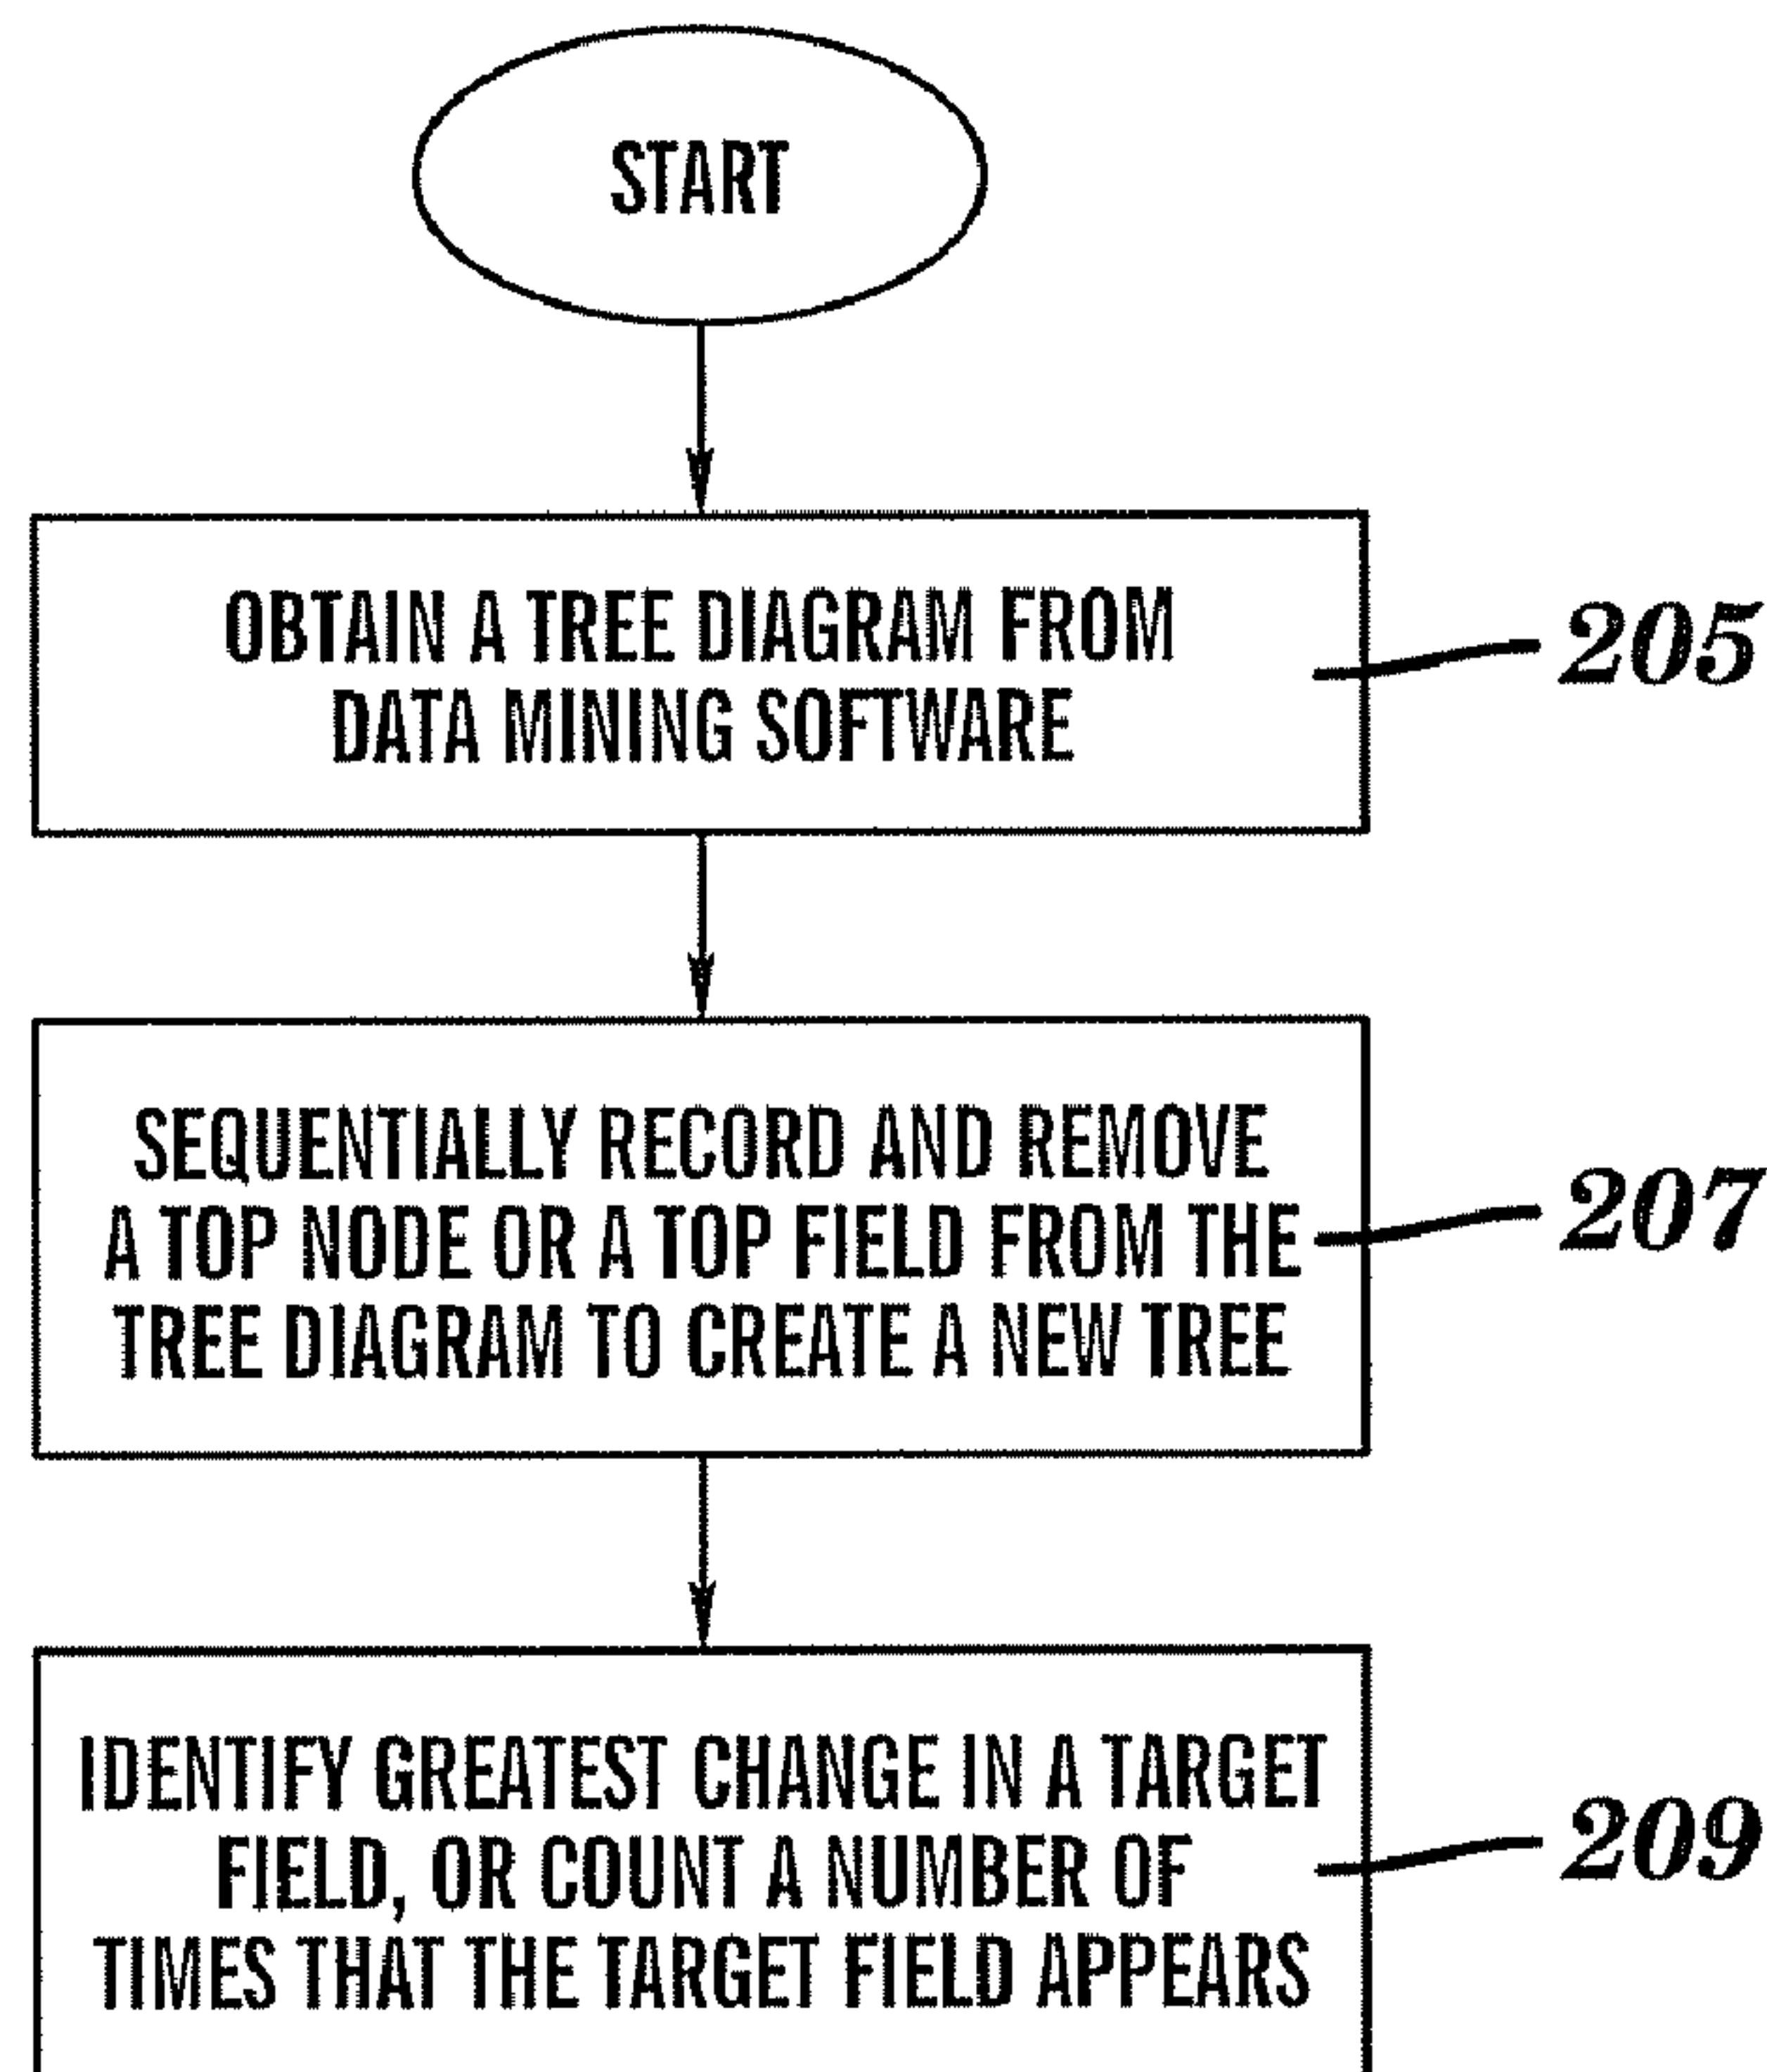 START
OBTAIN A TREE DIAGRAM FROM
DATA MINING SOFTWARE
205
SEQUENTIALLY RECORD AND REMOVE
A TOP NODE OR A TOP FIELD FROM THE
TREE DIAGRAM TO CREATE A NEW TREE
207
IDENTIFY GREATEST CHANGE IN A TARGET
FIELD, OR COUNT A NUMBER OF
TIMES THAT THE TARGET FIELD APPEARS
209